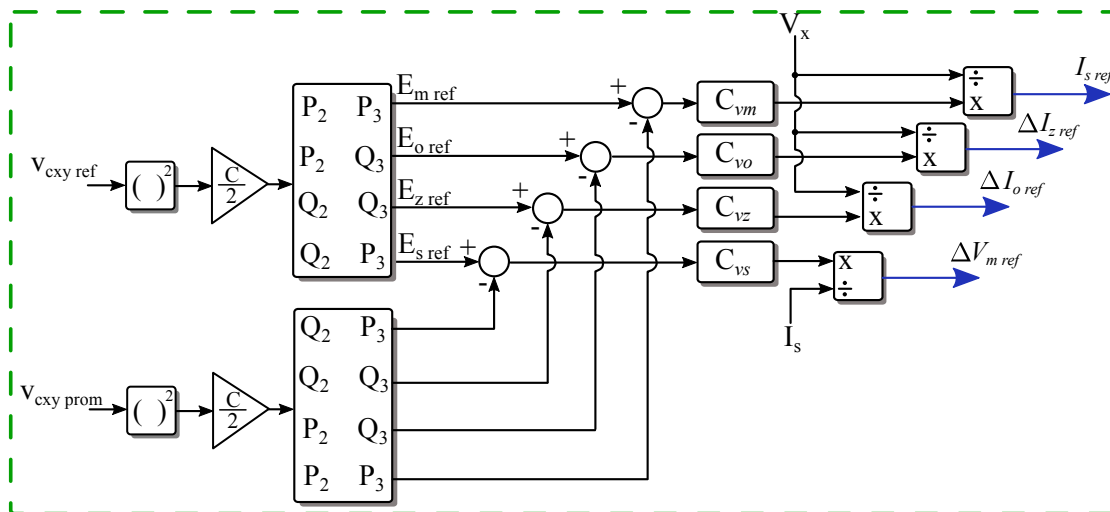 V_x
I_s ref
E_m ref + - C_vm ÷ x
P_2 P_3
ΔI_z ref
E_o ref + - C_vo ÷ x
P_2 Q_3
v_cxy ref ( )^2 C/2
ΔI_o ref
E_z ref + - C_vz ÷ x
Q_2 Q_3
ΔV_m ref
E_s ref + - C_vs x ÷
Q_2 P_3
I_s
Q_2 P_3
Q_2 Q_3
v_cxy prom ( )^2 C/2
P_2 Q_3
P_2 P_3